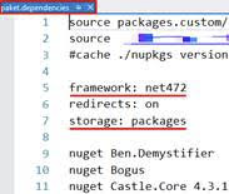 paket.dependencies
1 source packages.custom/
2 source
3 #cache ./nupkgs version
4
5 framework: net472
6 redirects: on
7 storage: packages
8
9 nuget Ben.Demystifier
10 nuget Bogus
11 nuget Castle.Core 4.3.1